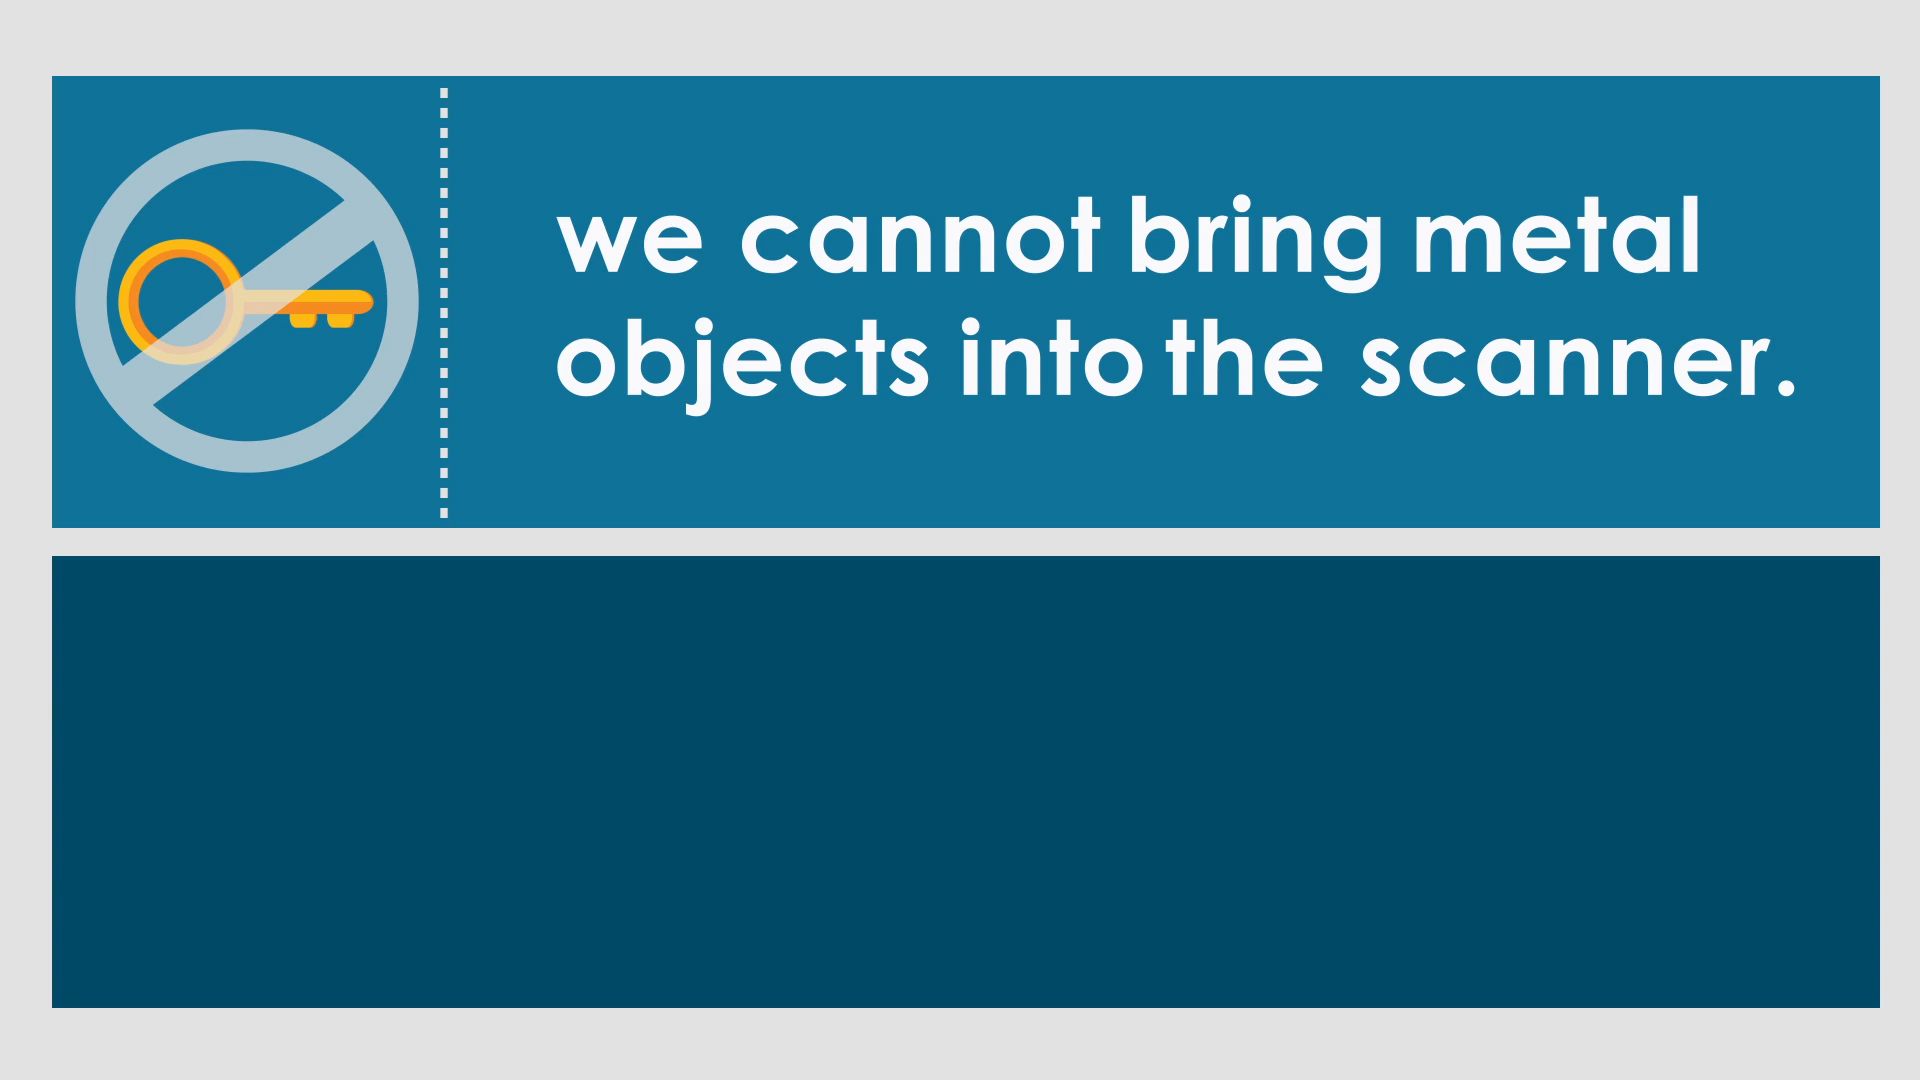 we cannot bring metal
objects into the scanner.